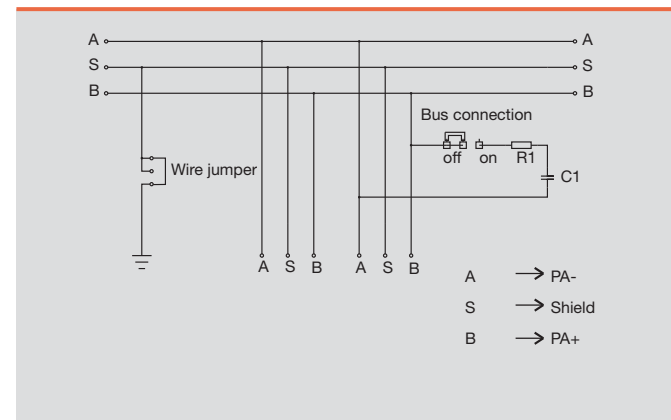 A A
S S
B B
Bus connection
off on R1
C1
Wire jumper
A S B A S B
A → PA-
S → Shield
B → PA+